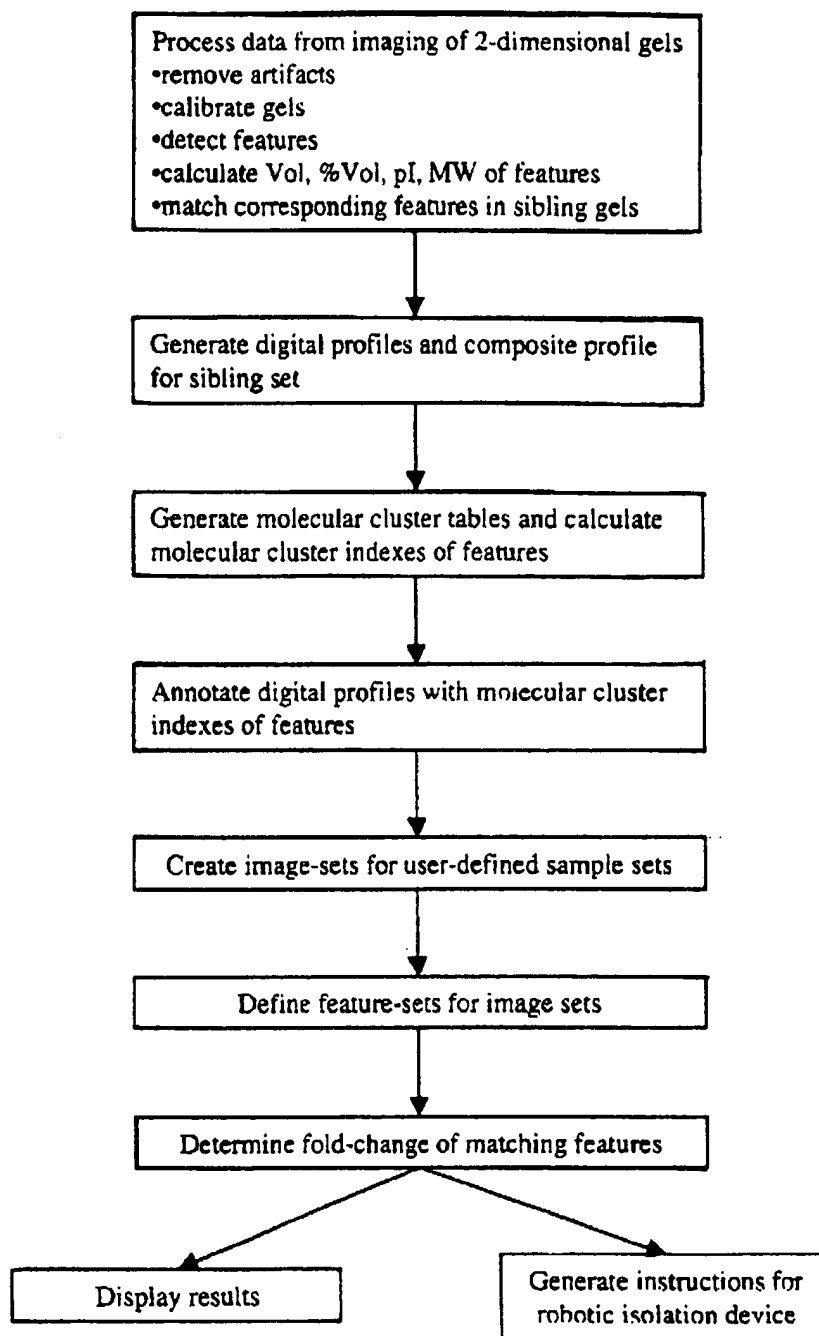 Process data from imaging of 2-dimensional gels
•remove artifacts
•calibrate gels
•detect features
•calculate Vol, %Vol, pI, MW of features
•match corresponding features in sibling gels
Generate digital profiles and composite profile
for sibling set
Generate molecular cluster tables and calculate
molecular cluster indexes of features
Annotate digital profiles with molecular cluster
indexes of features
Create image-sets for user-defined sample sets
Define feature-sets for image sets
Determine fold-change of matching features
Display results
Generate instructions for
robotic isolation device